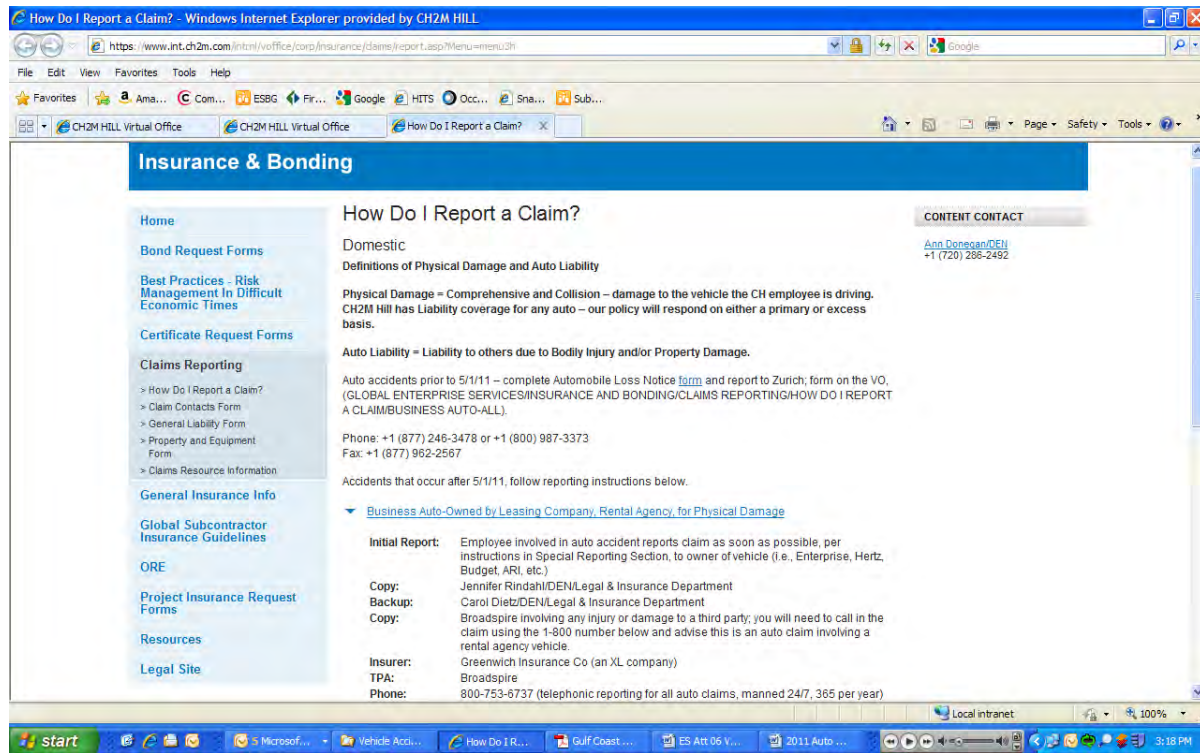 How Do I Report a Claim? - Windows Internet Explorer provided by CH2M HILL
https://www.int.ch2m.com/intnl/voffice/corp/insurance/claims/report.asp?Menu=menu3h
Google
File Edit View Favorites Tools Help
Favorites Ama... Com... ESBG Fir... Google HITS Occ... Sna... Sub...
CH2M HILL Virtual Office CH2M HILL Virtual Office How Do I Report a Claim? X Page Safety Tools
Insurance & Bonding
Home
Bond Request Forms
Best Practices - Risk
Management In Difficult
Economic Times
Certificate Request Forms
Claims Reporting
> How Do I Report a Claim?
> Claim Contacts Form
> General Liability Form
> Property and Equipment
Form
> Claims Resource Information
General Insurance Info
Global Subcontractor
Insurance Guidelines
ORE
Project Insurance Request
Forms
Resources
Legal Site
How Do I Report a Claim?
Domestic
Definitions of Physical Damage and Auto Liability
Physical Damage = Comprehensive and Collision – damage to the vehicle the CH employee is driving.
CH2M Hill has Liability coverage for any auto – our policy will respond on either a primary or excess
basis.
Auto Liability = Liability to others due to Bodily Injury and/or Property Damage.
Auto accidents prior to 5/1/11 – complete Automobile Loss Notice form and report to Zurich; form on the VO,
(GLOBAL ENTERPRISE SERVICES/INSURANCE AND BONDING/CLAIMS REPORTING/HOW DO I REPORT
A CLAIM/BUSINESS AUTO-ALL).
Phone: +1 (877) 246-3478 or +1 (800) 987-3373
Fax: +1 (877) 962-2567
Accidents that occur after 5/1/11, follow reporting instructions below.
Business Auto-Owned by Leasing Company, Rental Agency, for Physical Damage
Initial Report: Employee involved in auto accident reports claim as soon as possible, per
instructions in Special Reporting Section, to owner of vehicle (i.e., Enterprise, Hertz,
Budget, ARI, etc.)
Copy: Jennifer Rindahl/DEN/Legal & Insurance Department
Backup: Carol Dietz/DEN/Legal & Insurance Department
Copy: Broadspire involving any injury or damage to a third party; you will need to call in the
claim using the 1-800 number below and advise this is an auto claim involving a
rental agency vehicle.
Insurer: Greenwich Insurance Co (an XL company)
TPA: Broadspire
Phone: 800-753-6737 (telephonic reporting for all auto claims, manned 24/7, 365 per year)
CONTENT CONTACT
Ann Donegan/DEN
+1 (720) 286-2492
Local intranet 100%
start 5 Microsof... Vehicle Acci... How Do I R... Gulf Coast ... ES Att 06 V... 2011 Auto ... 3:18 PM